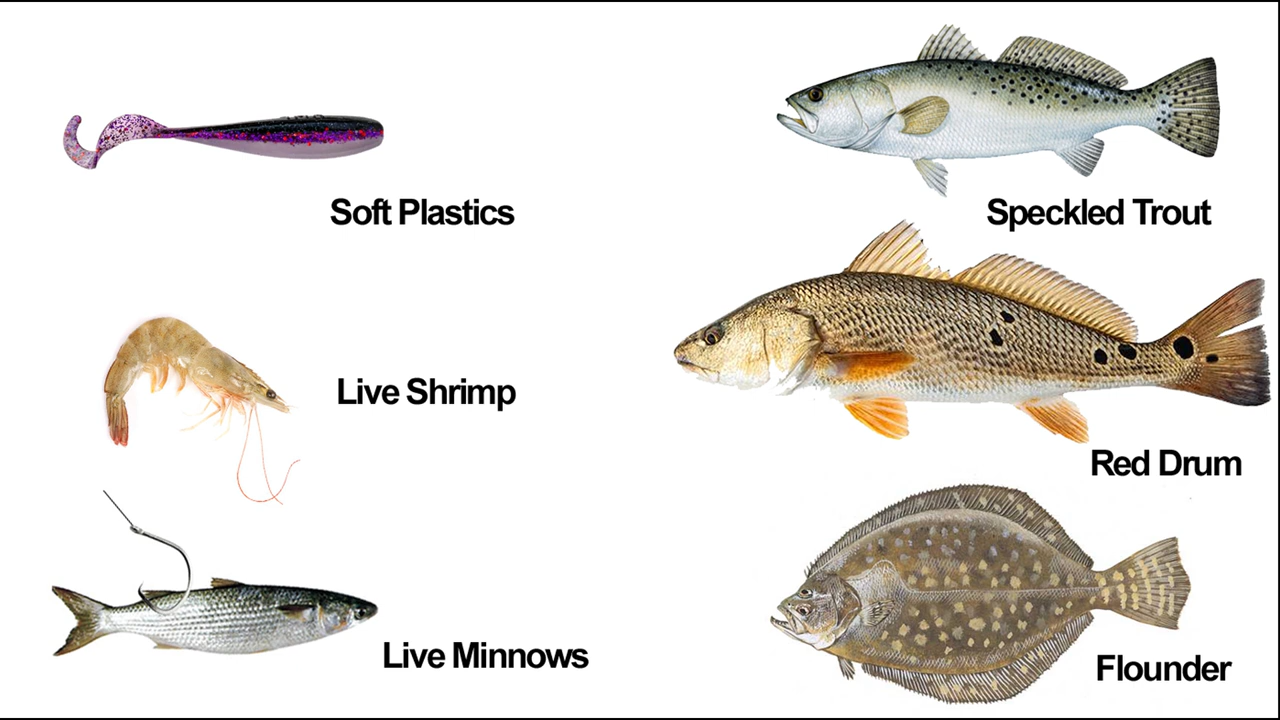 Soft Plastics
Speckled Trout
Live Shrimp
Red Drum
Live Minnows
Flounder